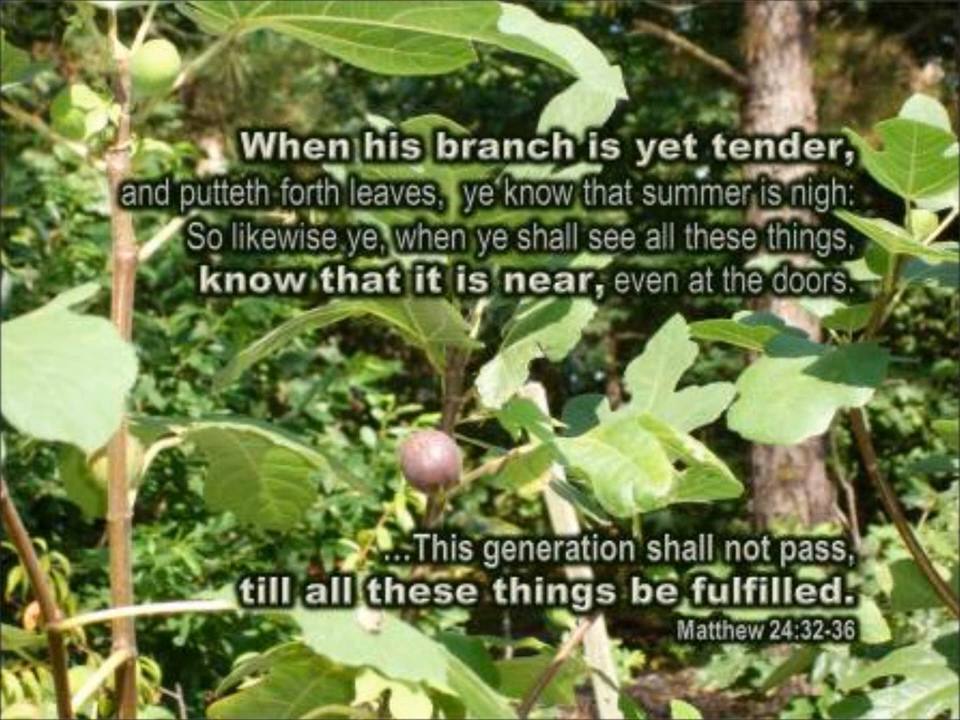 When his branch is yet tender,
and putteth forth leaves, ye know that summer is nigh:
So likewise ye, when ye shall see all these things,
know that it is near, even at the doors.
...This generation shall not pass,
till all these things be fulfilled.
Matthew 24:32-36